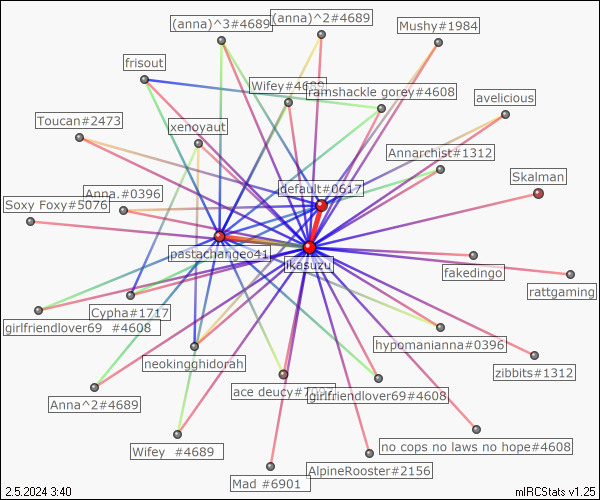 (anna)^3#4689
(anna)^2#4689
Mushy#1984
frisout
Wifey#4689
ramshackle gorey#4608
avelicious
Toucan#2473
xenoyaut
Annarchist#1312
Skalman
default#0617
Anna.#0396
Soxy Foxy#5076
pastachangeo41
ikasuzu
fakedingo
rattgaming
Cypha#1717
girlfriendlover69 #4608
hypomanianna#0396
neokingghidorah
zibbits#1312
ace deucy#7097
girlfriendlover69#4608
Anna^2#4689
Wifey #4689
no cops no laws no hope#4608
Mad #6901
AlpineRooster#2156
2.5.2024 3:40
mIRCStats v1.25